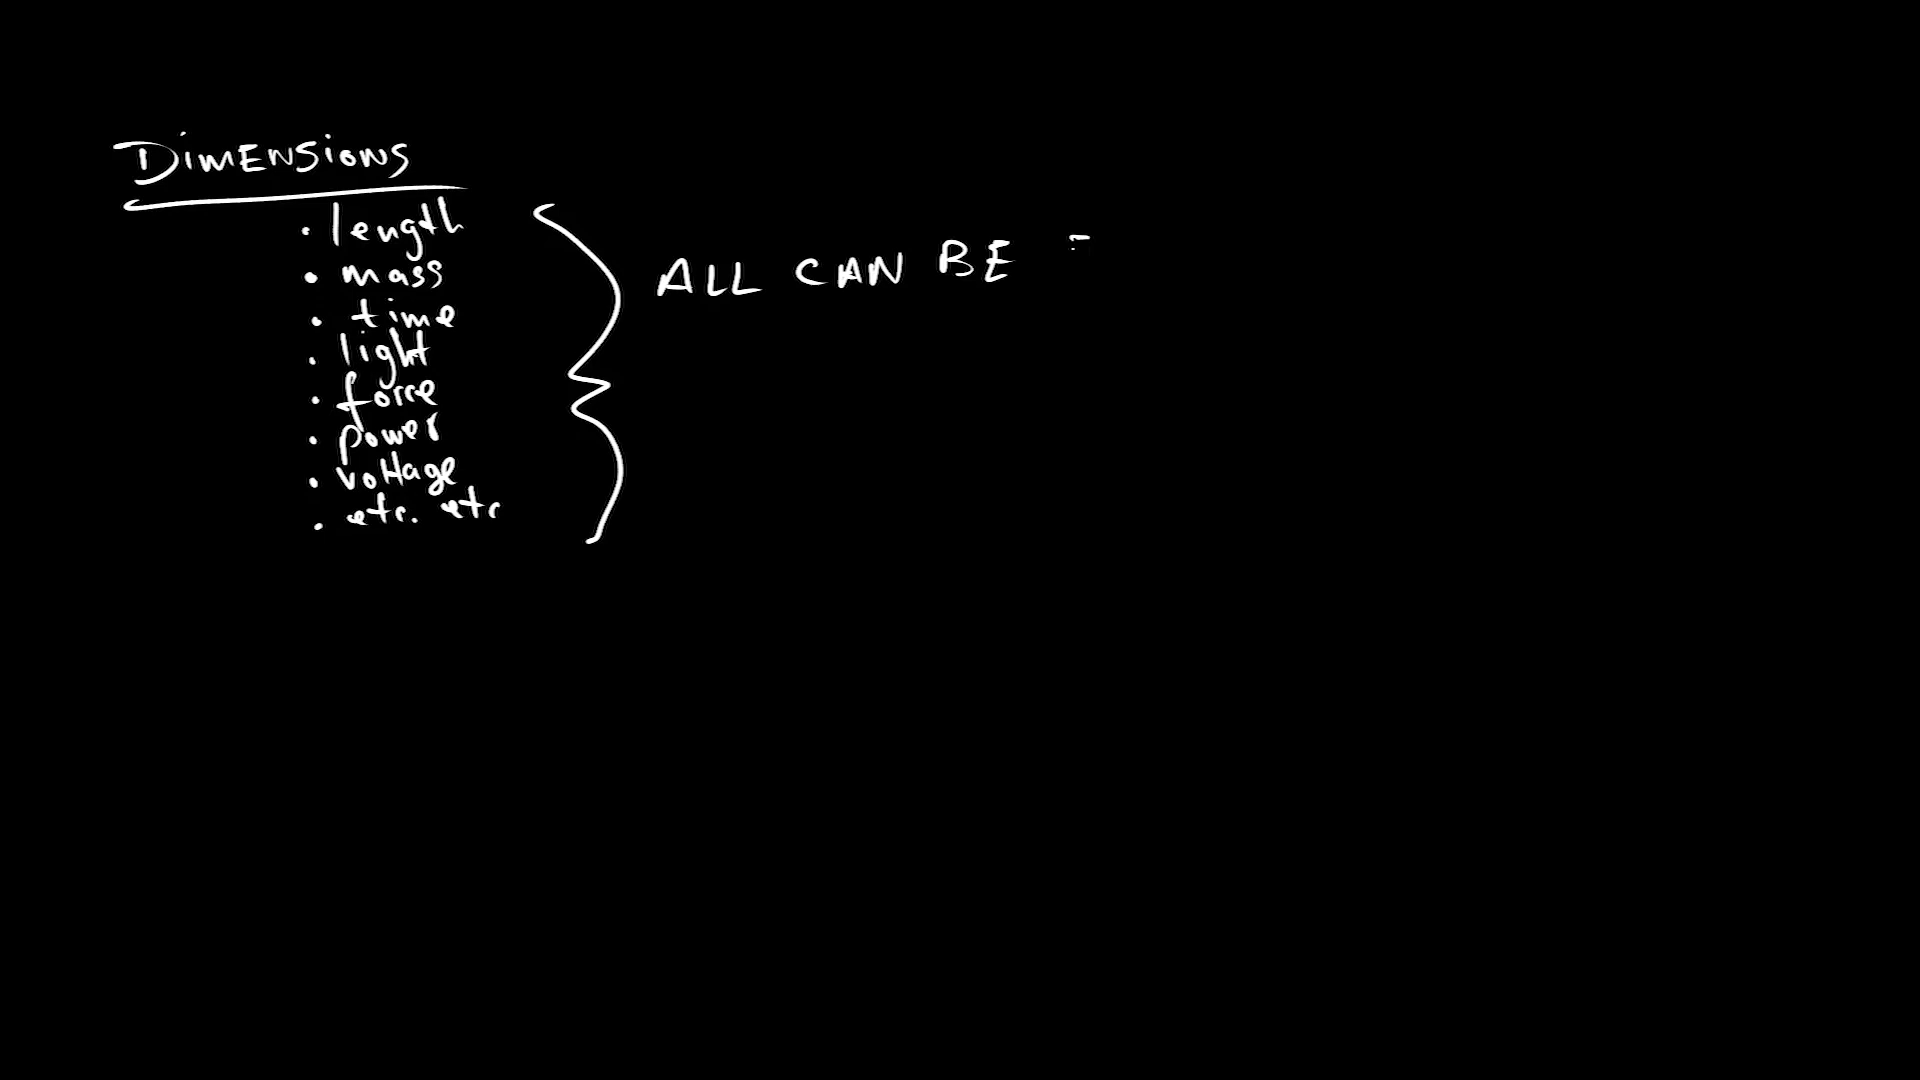 DIMENSIONS
• length
• mass
• time
• light
• force
• power
• voltage
• etc. etc
ALL CAN BE